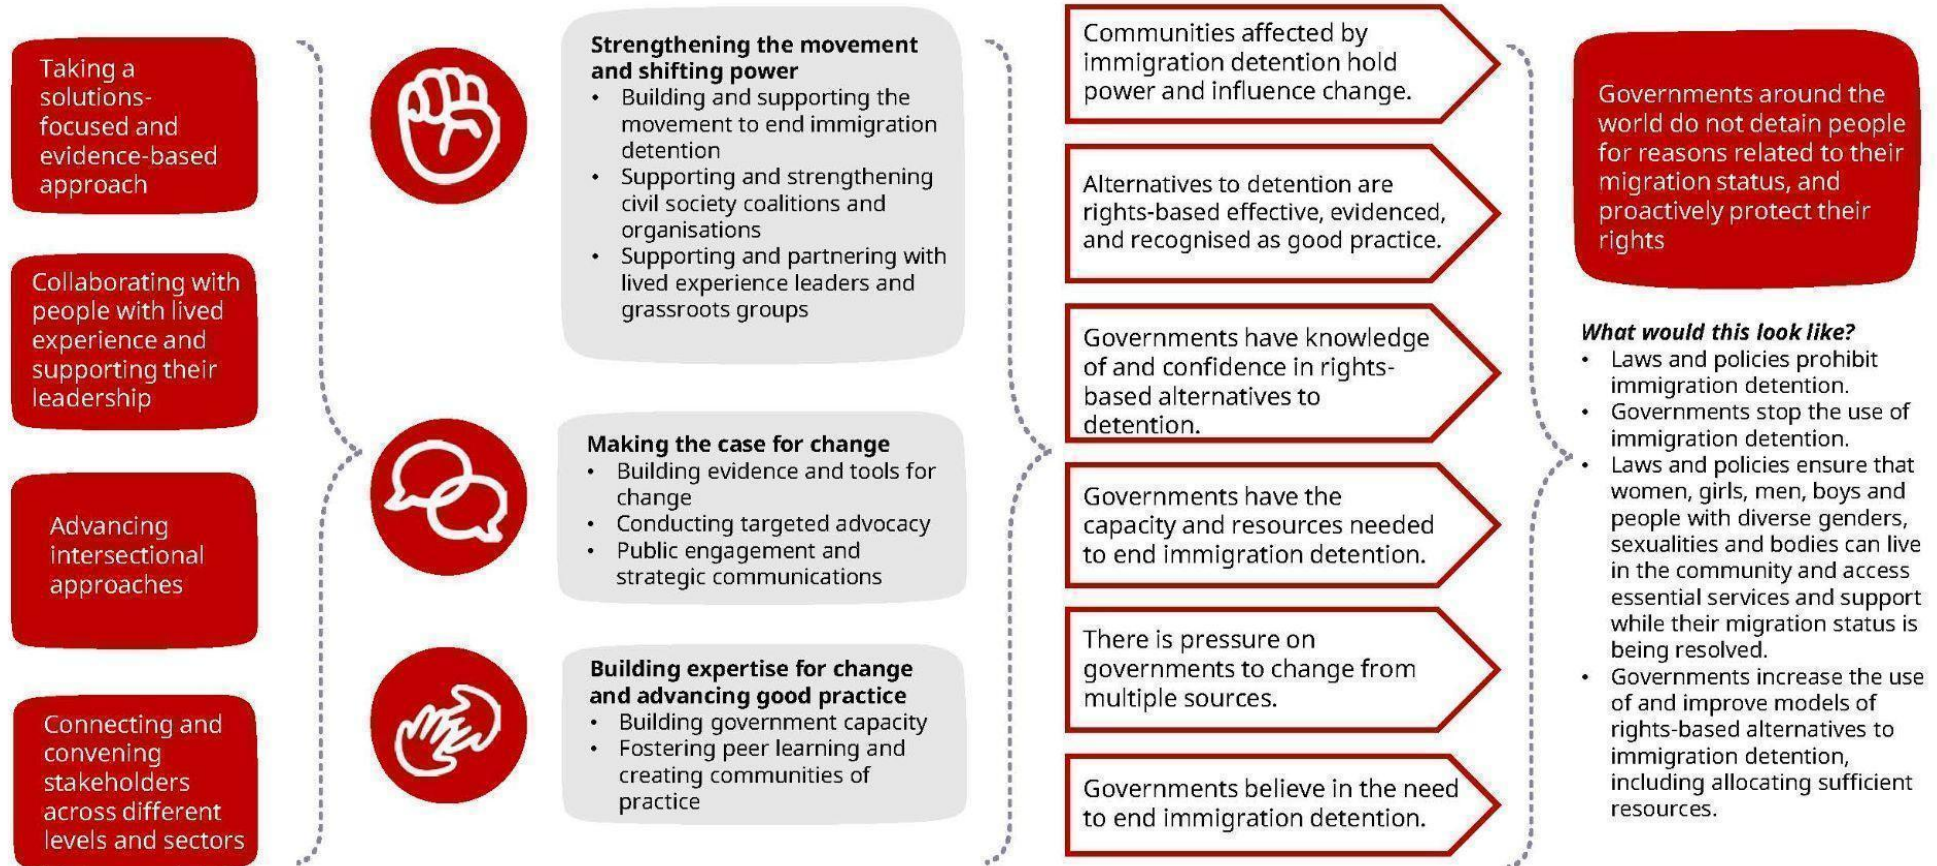 Taking a
solutions-
focused and
evidence-based
approach
Collaborating with
people with lived
experience and
supporting their
leadership
Advancing
intersectional
approaches
Connecting and
convening
stakeholders
across different
levels and sectors
Strengthening the movement
and shifting power
• Building and supporting the
movement to end immigration
detention
• Supporting and strengthening
civil society coalitions and
organisations
• Supporting and partnering with
lived experience leaders and
grassroots groups
Making the case for change
• Building evidence and tools for
change
• Conducting targeted advocacy
• Public engagement and
strategic communications
Building expertise for change
and advancing good practice
• Building government capacity
• Fostering peer learning and
creating communities of
practice
Communities affected by
immigration detention hold
power and influence change.
Alternatives to detention are
rights-based effective, evidenced,
and recognised as good practice.
Governments have knowledge
of and confidence in rights-
based alternatives to
detention.
Governments have the
capacity and resources needed
to end immigration detention.
There is pressure on
governments to change from
multiple sources.
Governments believe in the need
to end immigration detention.
Governments around the
world do not detain people
for reasons related to their
migration status, and
proactively protect their
rights
What would this look like?
• Laws and policies prohibit
immigration detention.
• Governments stop the use of
immigration detention.
• Laws and policies ensure that
women, girls, men, boys and
people with diverse genders,
sexualities and bodies can live
in the community and access
essential services and support
while their migration status is
being resolved.
• Governments increase the use
of and improve models of
rights-based alternatives to
immigration detention,
including allocating sufficient
resources.